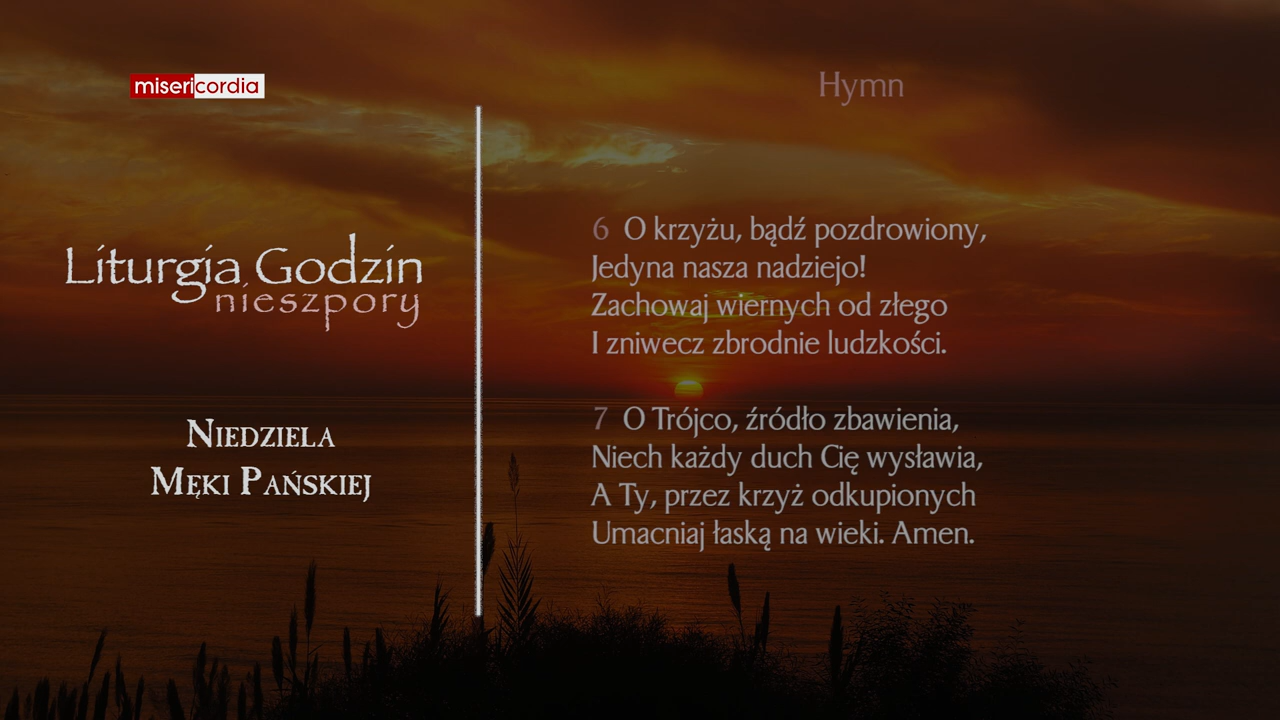 misericordia
Liturgia Godzin
nieszpory
Niedziela
Męki Pańskiej
Hymn
6 O krzyżu, bądź pozdrowiony,
Jedyna nasza nadziejo!
Zachowaj wiernych od złego
I zniwecz zbrodnie ludzkości.
7 O Trójco, źródło zbawienia,
Niech każdy duch Cię wysławia,
A Ty, przez krzyż odkupionych
Umacniaj łaską na wieki. Amen.